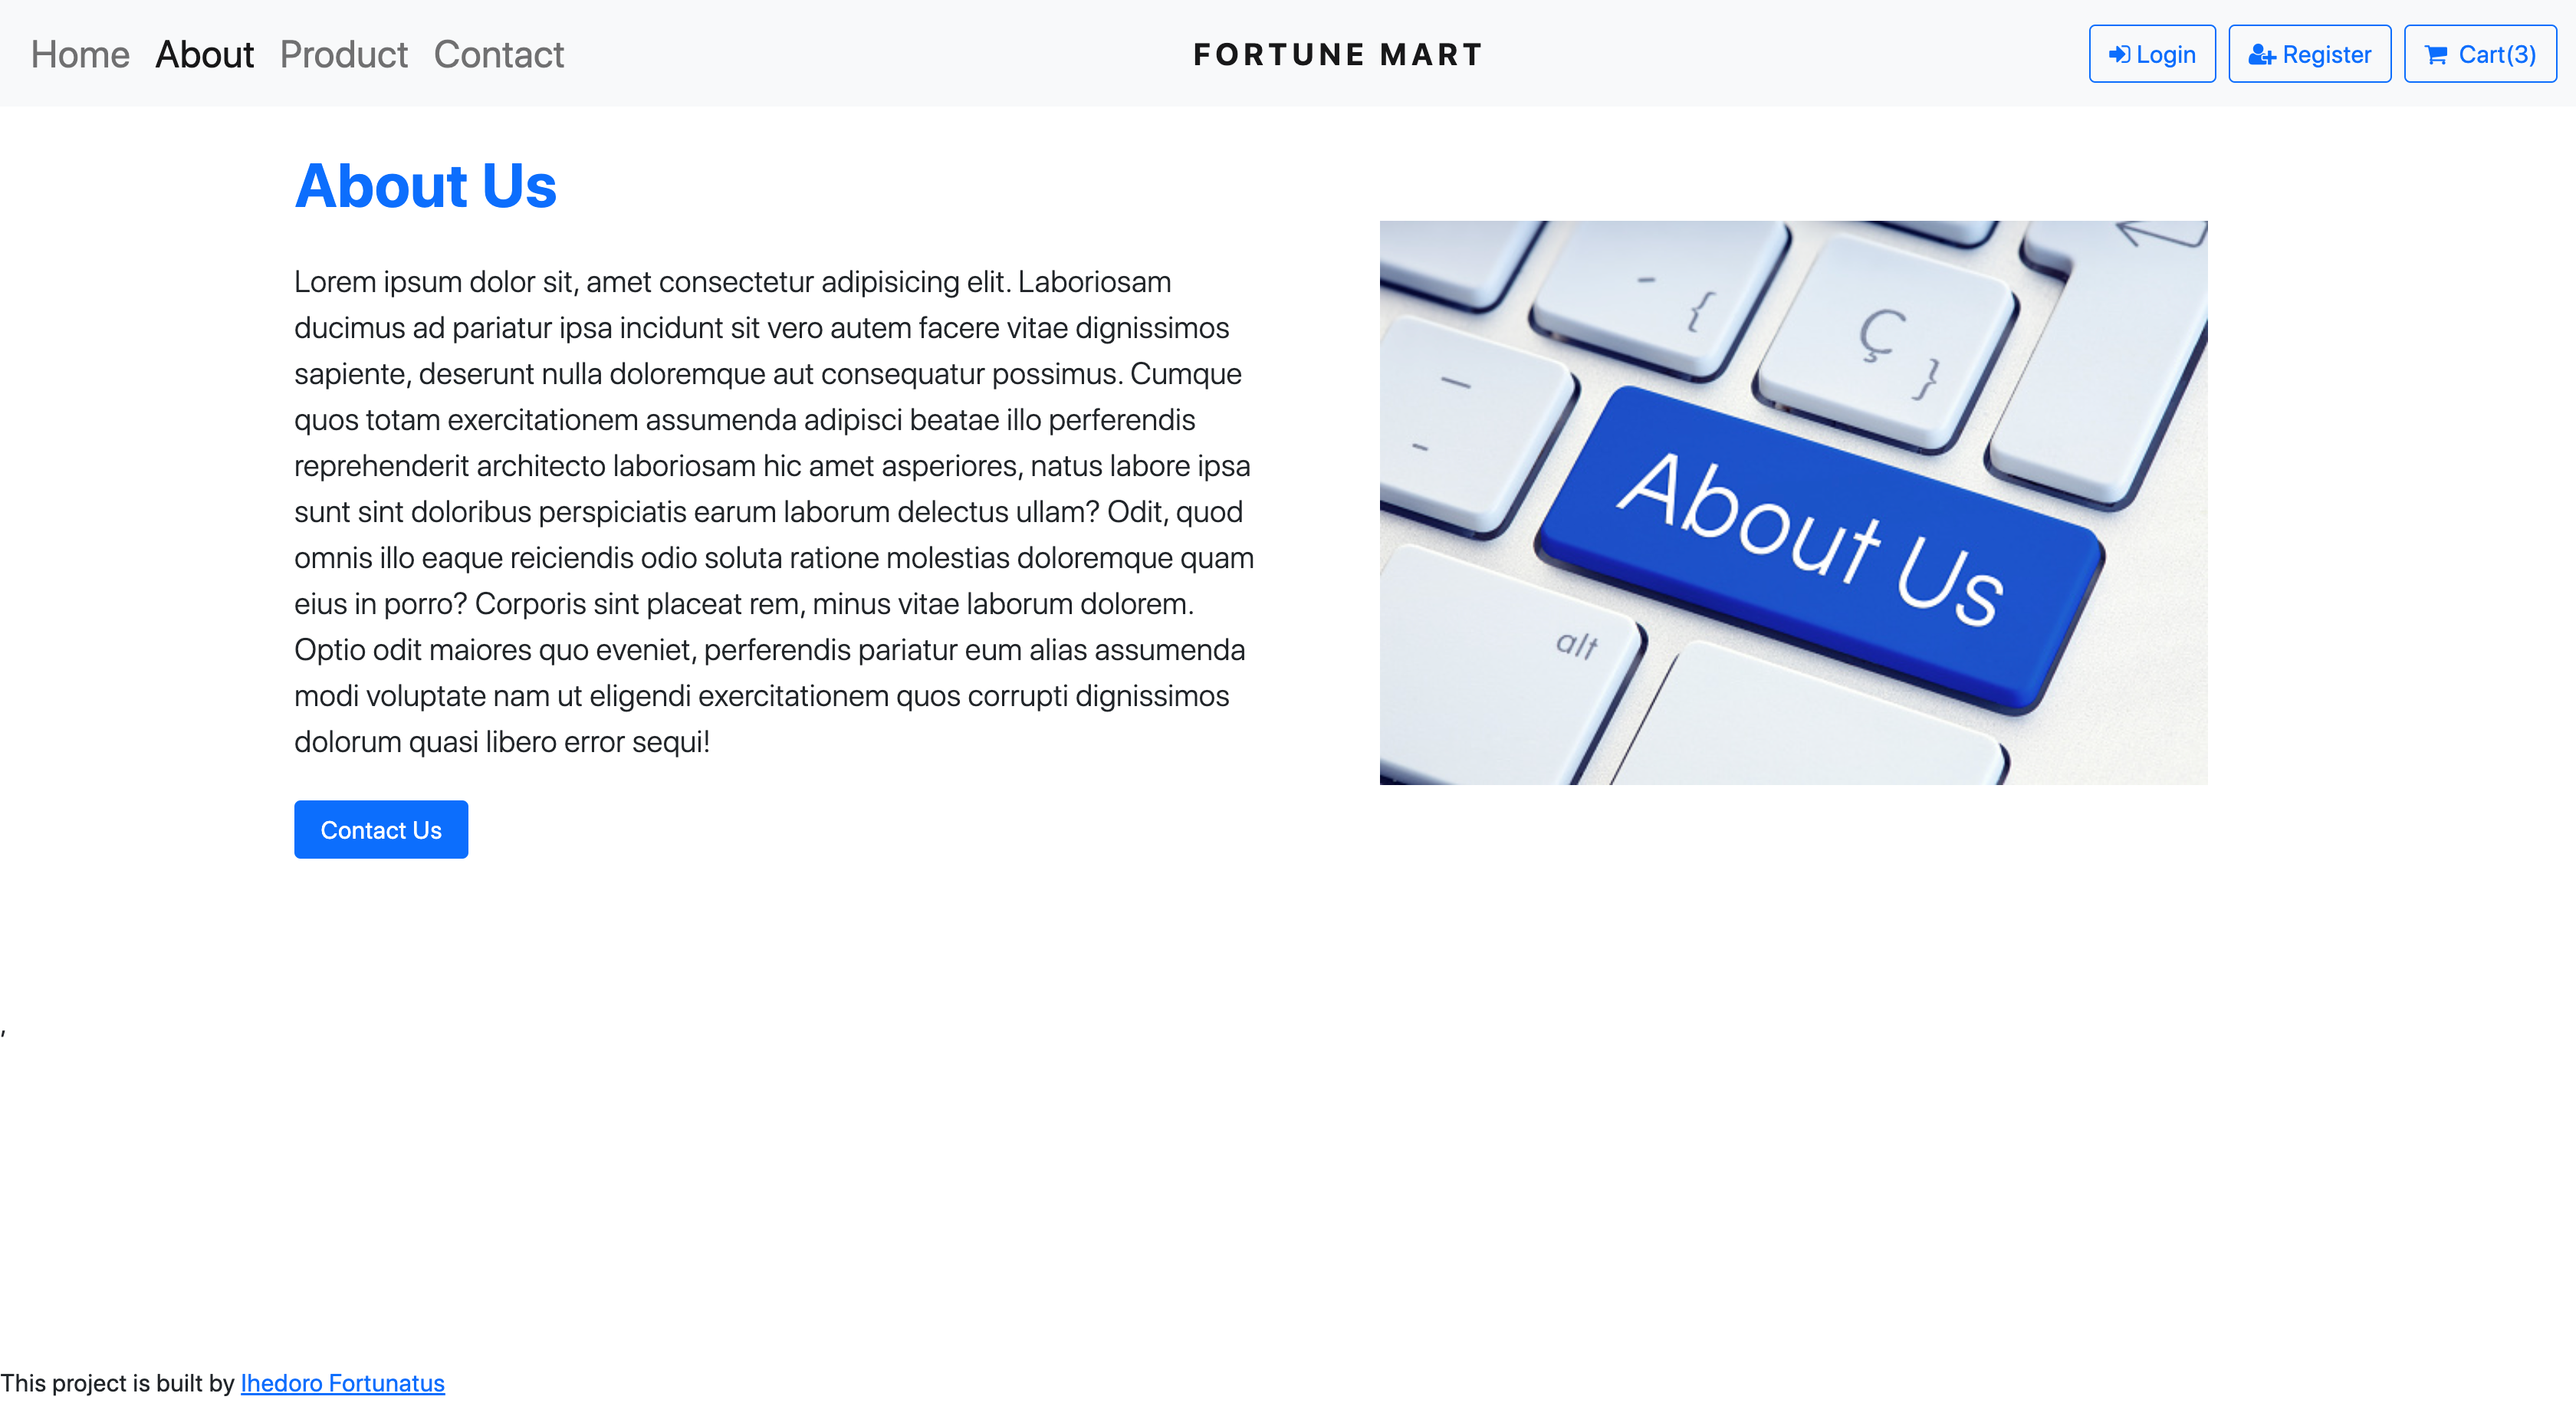 Home About Product Contact FORTUNE MART Login Register Cart(3)
About Us
Lorem ipsum dolor sit, amet consectetur adipisicing elit. Laboriosam
ducimus ad pariatur ipsa incidunt sit vero autem facere vitae dignissimos
sapiente, deserunt nulla doloremque aut consequatur possimus. Cumque
quos totam exercitationem assumenda adipisci beatae illo perferendis
reprehenderit architecto laboriosam hic amet asperiores, natus labore ipsa
sunt sint doloribus perspiciatis earum laborum delectus ullam? Odit, quod
omnis illo eaque reiciendis odio soluta ratione molestias doloremque quam
eius in porro? Corporis sint placeat rem, minus vitae laborum dolorem.
Optio odit maiores quo eveniet, perferendis pariatur eum alias assumenda
modi voluptate nam ut eligendi exercitationem quos corrupti dignissimos
dolorum quasi libero error sequi!
Contact Us
- {
Ç }
_ -
About Us
alt
,
This project is built by Ihedoro Fortunatus